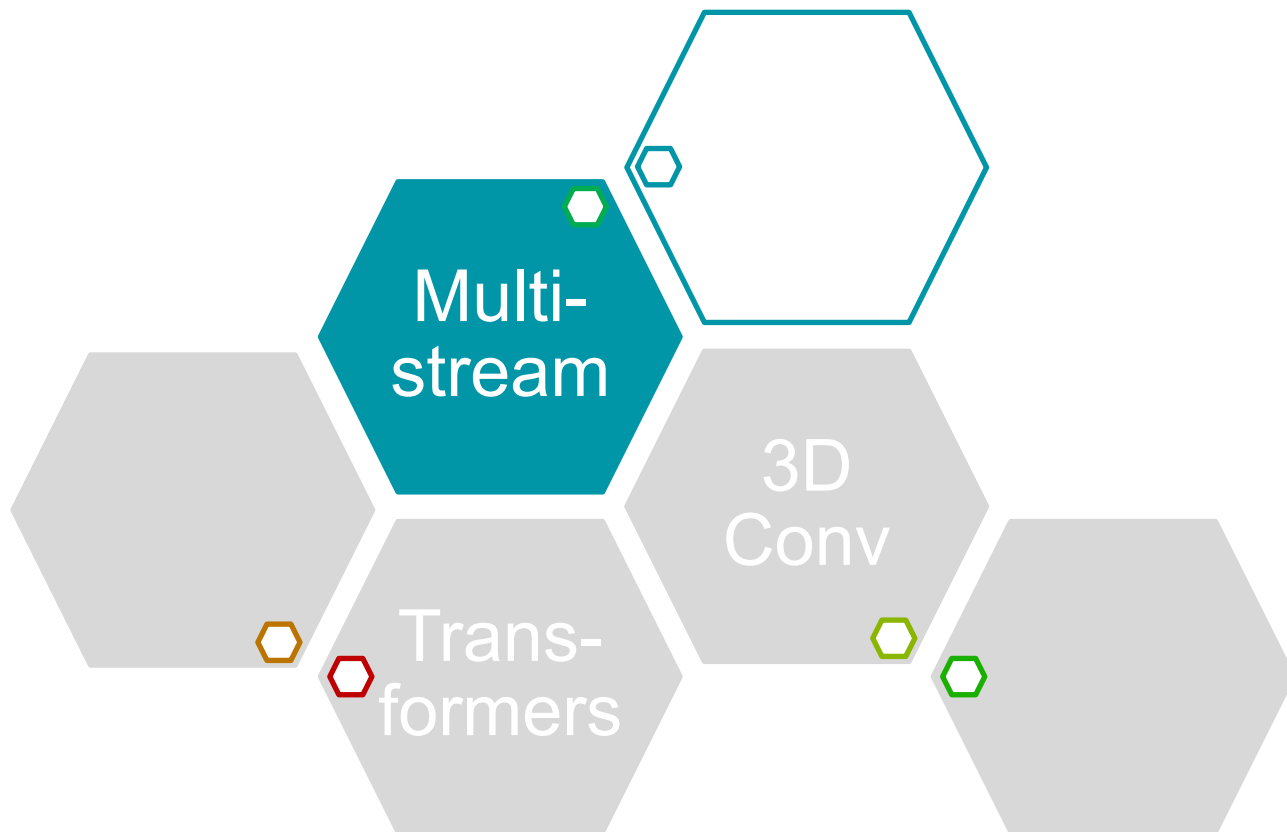 Multi-
stream
3D
Conv
Trans-
formers